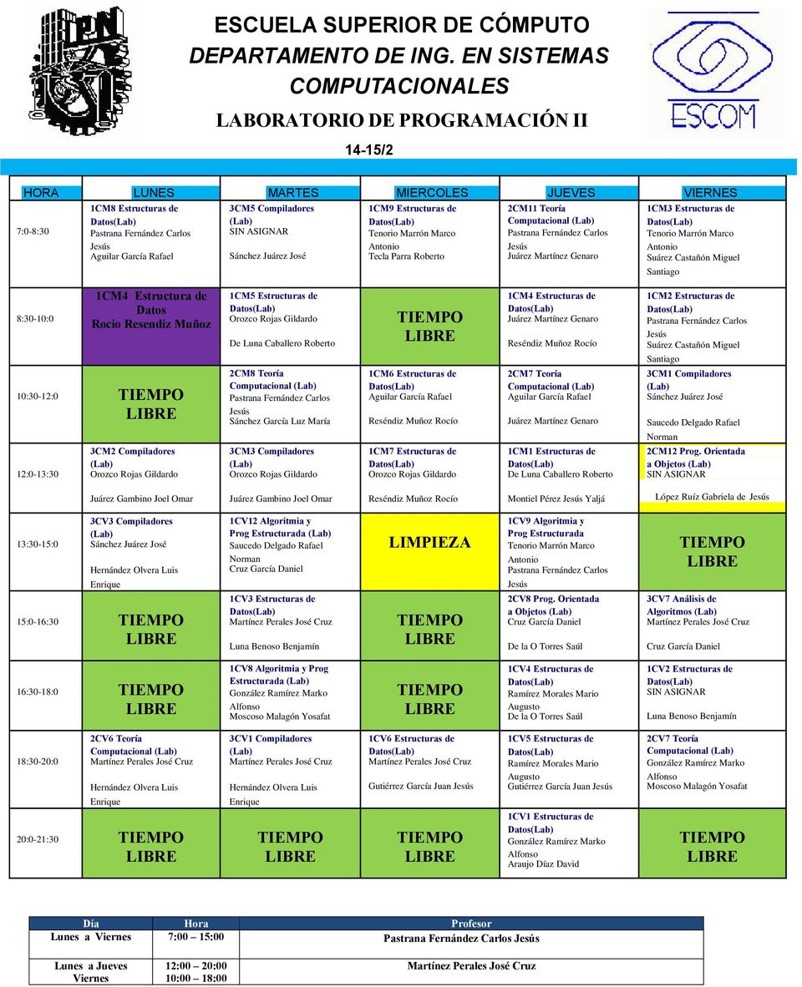 IPN
ESCUELA SUPERIOR DE CÓMPUTO
DEPARTAMENTO DE ING. EN SISTEMAS
COMPUTACIONALES
LABORATORIO DE PROGRAMACIÓN II
ESCOM
14-15/2
HORA LUNES MARTES MIERCOLES JUEVES VIERNES
7:0-8:30
1CM8 Estructuras de
Datos(Lab)
Pastrana Fernández Carlos
Jesús
Aguilar García Rafael
3CM5 Compiladores
(Lab)
SIN ASIGNAR
Sánchez Juárez José
1CM9 Estructuras de
Datos(Lab)
Tenorio Marrón Marco
Antonio
Tecla Parra Roberto
2CM11 Teoría
Computacional (Lab)
Pastrana Fernández Carlos
Jesús
Juárez Martínez Genaro
1CM3 Estructuras de
Datos(Lab)
Tenorio Marrón Marco
Antonio
Suárez Castañón Miguel
Santiago
8:30-10:0
1CM4 Estructura de
Datos
Rocio Resendiz Muñoz
1CM5 Estructuras de
Datos(Lab)
Orozco Rojas Gildardo
De Luna Caballero Roberto
TIEMPO
LIBRE
1CM4 Estructuras de
Datos(Lab)
Juárez Martínez Genaro
Reséndiz Muñoz Rocío
1CM2 Estructuras de
Datos(Lab)
Pastrana Fernández Carlos
Jesús
Suárez Castañón Miguel
Santiago
10:30-12:0
TIEMPO
LIBRE
2CM8 Teoría
Computacional (Lab)
Pastrana Fernández Carlos
Jesús
Sánchez García Luz María
1CM6 Estructuras de
Datos(Lab)
Aguilar García Rafael
Reséndiz Muñoz Rocío
2CM7 Teoría
Computacional (Lab)
Aguilar García Rafael
Juárez Martínez Genaro
3CM1 Compiladores
(Lab)
Sánchez Juárez José
Saucedo Delgado Rafael
Norman
12:0-13:30
3CM2 Compiladores
(Lab)
Orozco Rojas Gildardo
Juárez Gambino Joel Omar
3CM3 Compiladores
(Lab)
Orozco Rojas Gildardo
Juárez Gambino Joel Omar
1CM7 Estructuras de
Datos(Lab)
Orozco Rojas Gildardo
Reséndiz Muñoz Rocío
1CM1 Estructuras de
Datos(Lab)
De Luna Caballero Roberto
Montiel Pérez Jesús Yaljá
2CM12 Prog. Orientada
a Objetos (Lab)
SIN ASIGNAR
López Ruíz Gabriela de Jesús
13:30-15:0
3CV3 Compiladores
(Lab)
Sánchez Juárez José
Hernández Olvera Luis
Enrique
1CV12 Algoritmia y
Prog Estructurada (Lab)
Saucedo Delgado Rafael
Norman
Cruz García Daniel
LIMPIEZA
1CV9 Algoritmia y
Prog Estructurada
Tenorio Marrón Marco
Antonio
Pastrana Fernández Carlos
Jesús
TIEMPO
LIBRE
15:0-16:30
TIEMPO
LIBRE
1CV3 Estructuras de
Datos(Lab)
Martínez Perales José Cruz
Luna Benoso Benjamín
TIEMPO
LIBRE
2CV8 Prog. Orientada
a Objetos (Lab)
Cruz García Daniel
De la O Torres Saúl
3CV7 Análisis de
Algoritmos (Lab)
Martínez Perales José Cruz
Cruz García Daniel
16:30-18:0
TIEMPO
LIBRE
1CV8 Algoritmia y Prog
Estructurada (Lab)
González Ramírez Marko
Alfonso
Moscoso Malagón Yosafat
TIEMPO
LIBRE
1CV4 Estructuras de
Datos(Lab)
Ramírez Morales Mario
Augusto
De la O Torres Saúl
1CV2 Estructuras de
Datos(Lab)
SIN ASIGNAR
Luna Benoso Benjamín
18:30-20:0
2CV6 Teoría
Computacional (Lab)
Martínez Perales José Cruz
Hernández Olvera Luis
Enrique
3CV1 Compiladores
(Lab)
Martínez Perales José Cruz
Hernández Olvera Luis
Enrique
1CV6 Estructuras de
Datos(Lab)
Martínez Perales José Cruz
Gutiérrez García Juan Jesús
1CV5 Estructuras de
Datos(Lab)
Ramírez Morales Mario
Augusto
Gutiérrez García Juan Jesús
2CV7 Teoría
Computacional (Lab)
González Ramírez Marko
Alfonso
Moscoso Malagón Yosafat
20:0-21:30
TIEMPO
LIBRE
TIEMPO
LIBRE
TIEMPO
LIBRE
1CV1 Estructuras de
Datos(Lab)
González Ramírez Marko
Alfonso
Araujo Díaz David
TIEMPO
LIBRE
Día Hora Profesor
Lunes a Viernes 7:00 – 15:00 Pastrana Fernández Carlos Jesús
Lunes a Jueves 12:00 – 20:00 Martínez Perales José Cruz
Viernes 10:00 – 18:00